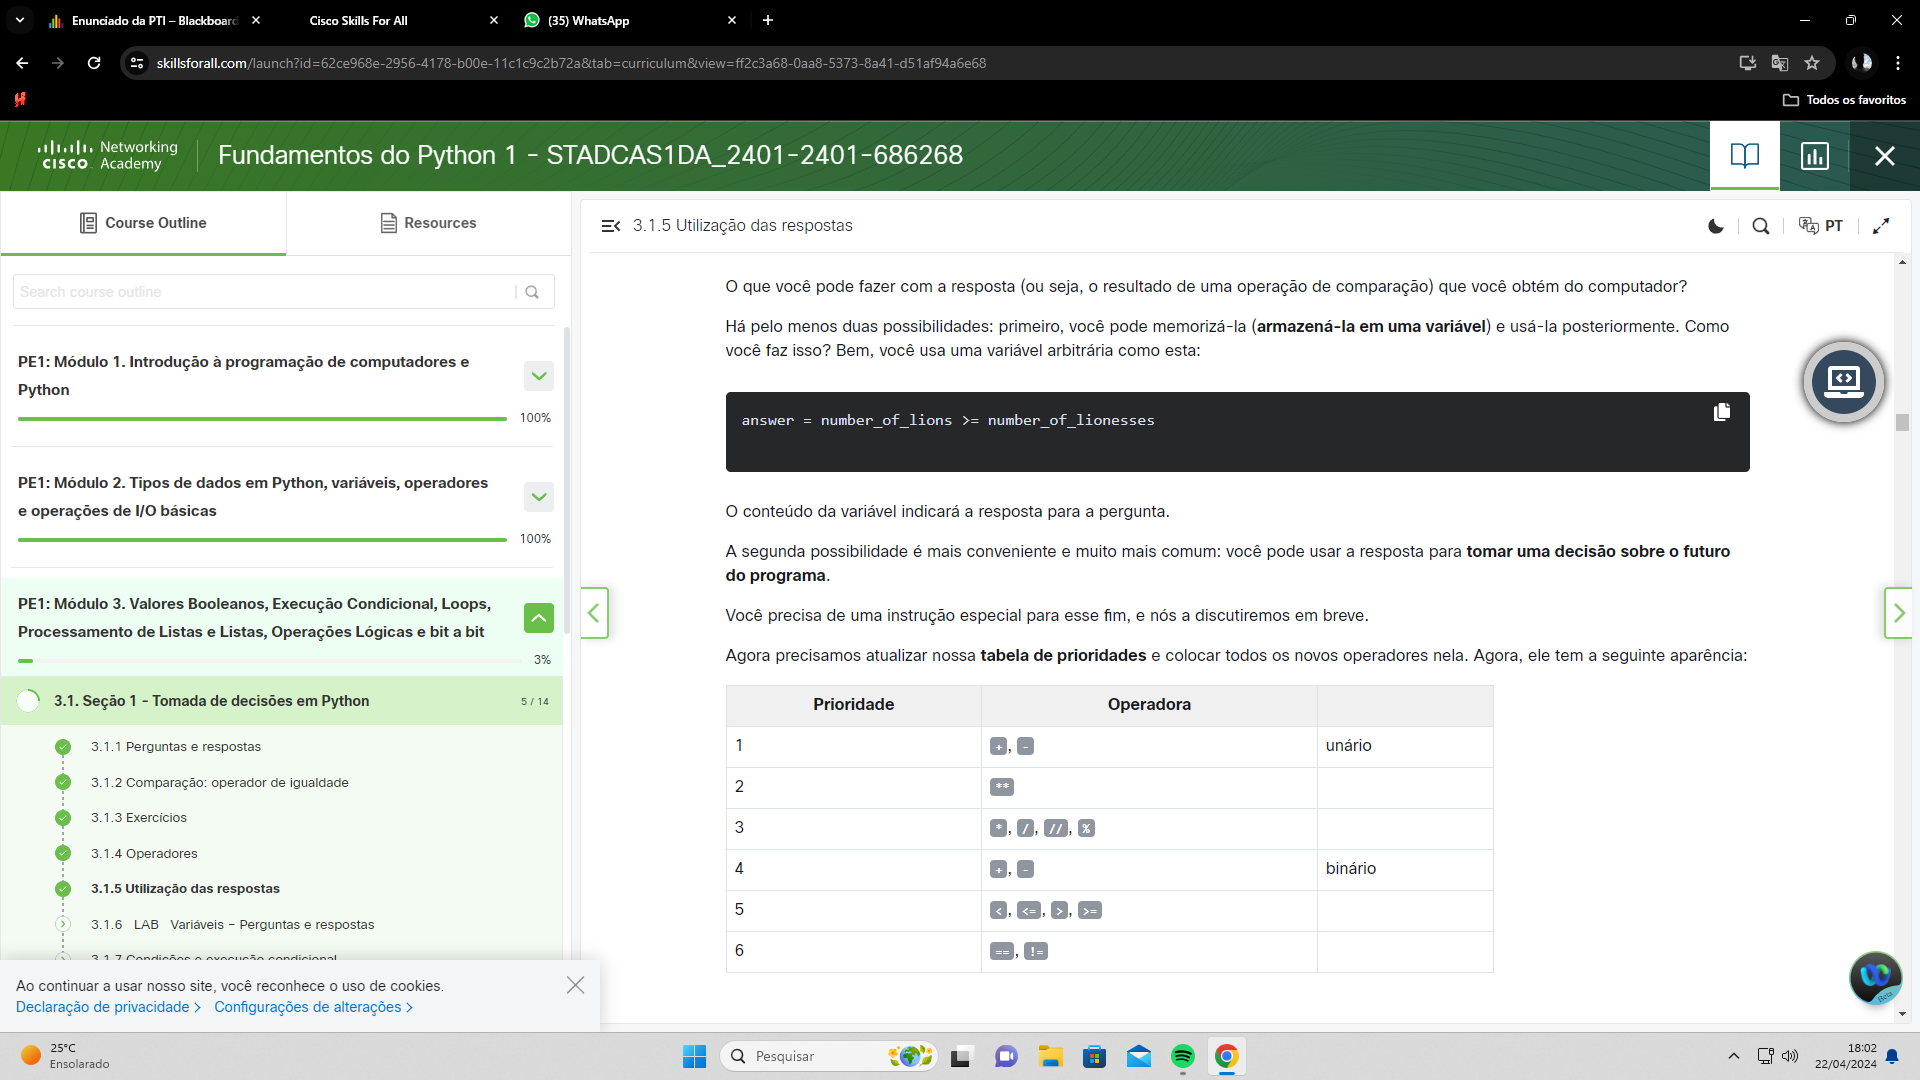 Enunciado da PTI – Blackboard
Cisco Skills For All
(35) WhatsApp
skillsforall.com/launch?id=62ce968e-2956-4178-b00e-11c1c9c2b72a&tab=curriculum&view=ff2c3a68-0aa8-5373-8a41-d51af94a6e68
Todos os favoritos
CISCO Networking Academy
Fundamentos do Python 1 - STADCAS1DA_2401-2401-686268
Course Outline
Resources
Search course outline
PE1: Módulo 1. Introdução à programação de computadores e
Python
100%
PE1: Módulo 2. Tipos de dados em Python, variáveis, operadores
e operações de I/O básicas
100%
PE1: Módulo 3. Valores Booleanos, Execução Condicional, Loops,
Processamento de Listas e Listas, Operações Lógicas e bit a bit
3%
3.1. Seção 1 - Tomada de decisões em Python
5 / 14
3.1.1 Perguntas e respostas
3.1.2 Comparação: operador de igualdade
3.1.3 Exercícios
3.1.4 Operadores
3.1.5 Utilização das respostas
3.1.6 LAB Variáveis – Perguntas e respostas
3.1.7 Condições e execução condicional
Ao continuar a usar nosso site, você reconhece o uso de cookies.
Declaração de privacidade > Configurações de alterações >
3.1.5 Utilização das respostas
PT
O que você pode fazer com a resposta (ou seja, o resultado de uma operação de comparação) que você obtém do computador?
Há pelo menos duas possibilidades: primeiro, você pode memorizá-la (armazená-la em uma variável) e usá-la posteriormente. Como
você faz isso? Bem, você usa uma variável arbitrária como esta:
answer = number_of_lions >= number_of_lionesses
O conteúdo da variável indicará a resposta para a pergunta.
A segunda possibilidade é mais conveniente e muito mais comum: você pode usar a resposta para tomar uma decisão sobre o futuro
do programa.
Você precisa de uma instrução especial para esse fim, e nós a discutiremos em breve.
Agora precisamos atualizar nossa tabela de prioridades e colocar todos os novos operadores nela. Agora, ele tem a seguinte aparência:
Prioridade Operadora
1 +, - unário
2 **
3 *, /, //, %
4 +, - binário
5 <, <=, >, >=
6 ==, !=
Beta
25°C
Ensolarado
Pesquisar
18:02
22/04/2024